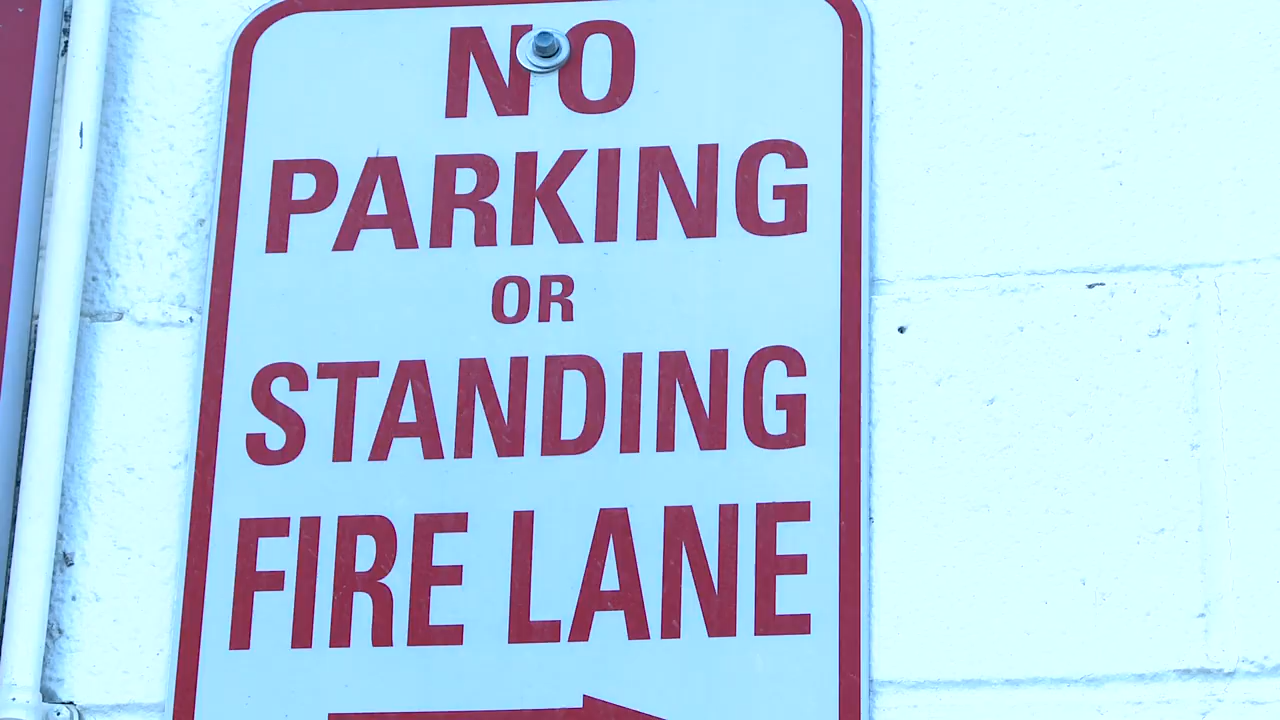 NO
PARKING
OR
STANDING
FIRE LANE